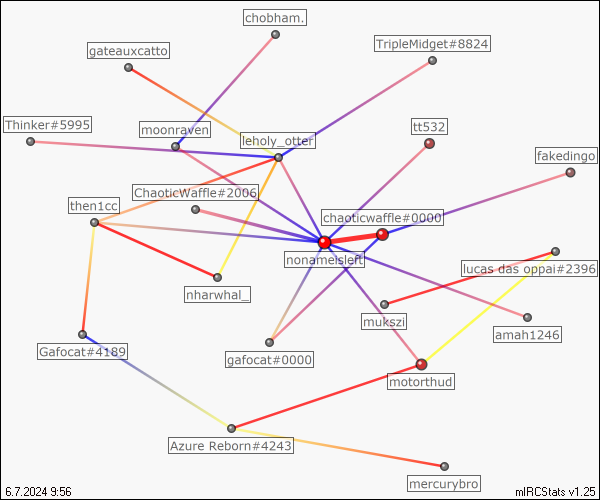 chobham.
TripleMidget#8824
gateauxcatto
Thinker#5995
moonraven
leholy_otter
tt532
fakedingo
ChaoticWaffle#2006
then1cc
chaoticwaffle#0000
nonameisleft
lucas das oppai#2396
nharwhal_
mukszi
amah1246
Gafocat#4189
gafocat#0000
motorthud
Azure Reborn#4243
mercurybro
6.7.2024 9:56
mIRCStats v1.25